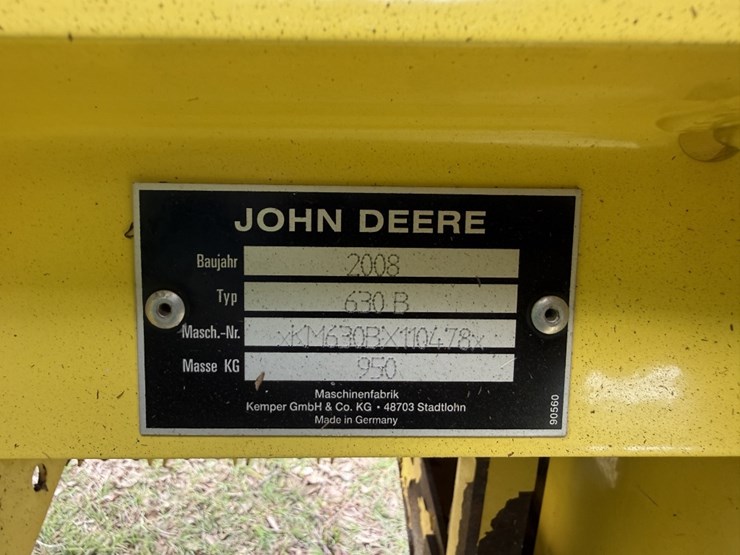 JOHN DEERE
Baujahr 2008
Typ 630 B
Masch.-Nr. xKM630BX110478x
Masse KG 950
Maschinenfabrik
Kemper GmbH & Co. KG • 48703 Stadtlohn
Made in Germany
90560